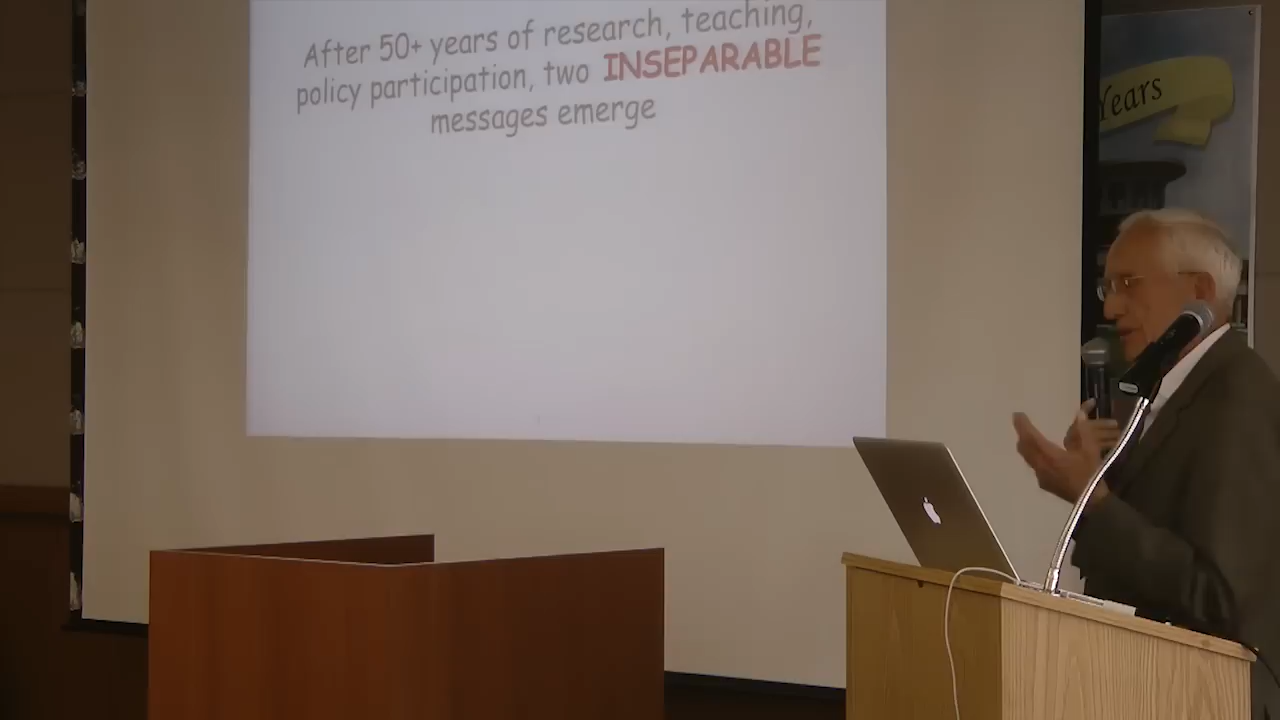 After 50+ years of research, teaching,
policy participation, two INSEPARABLE
messages emerge
Years